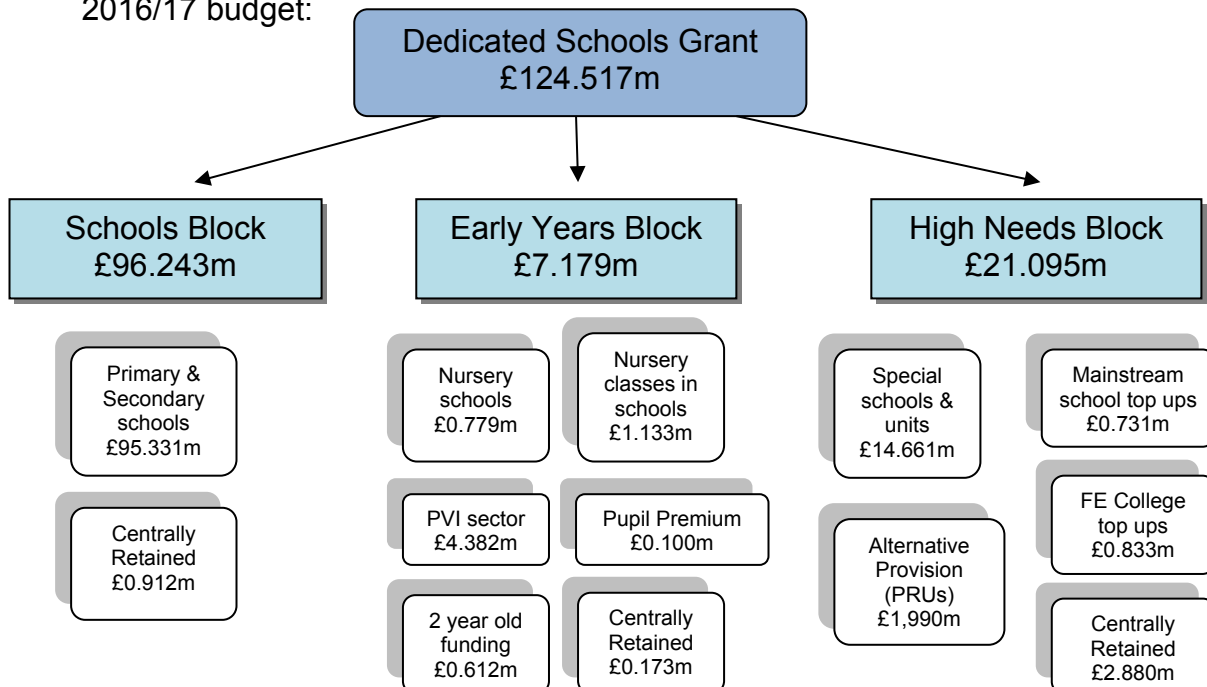 2016/17 budget:
Dedicated Schools Grant
£124.517m
Schools Block
£96.243m
Early Years Block
£7.179m
High Needs Block
£21.095m
Primary &
Secondary
schools
£95.331m
Centrally
Retained
£0.912m
Nursery
schools
£0.779m
Nursery
classes in
schools
£1.133m
PVI sector
£4.382m
Pupil Premium
£0.100m
2 year old
funding
£0.612m
Centrally
Retained
£0.173m
Special
schools &
units
£14.661m
Mainstream
school top ups
£0.731m
Alternative
Provision
(PRUs)
£1,990m
FE College
top ups
£0.833m
Centrally
Retained
£2.880m